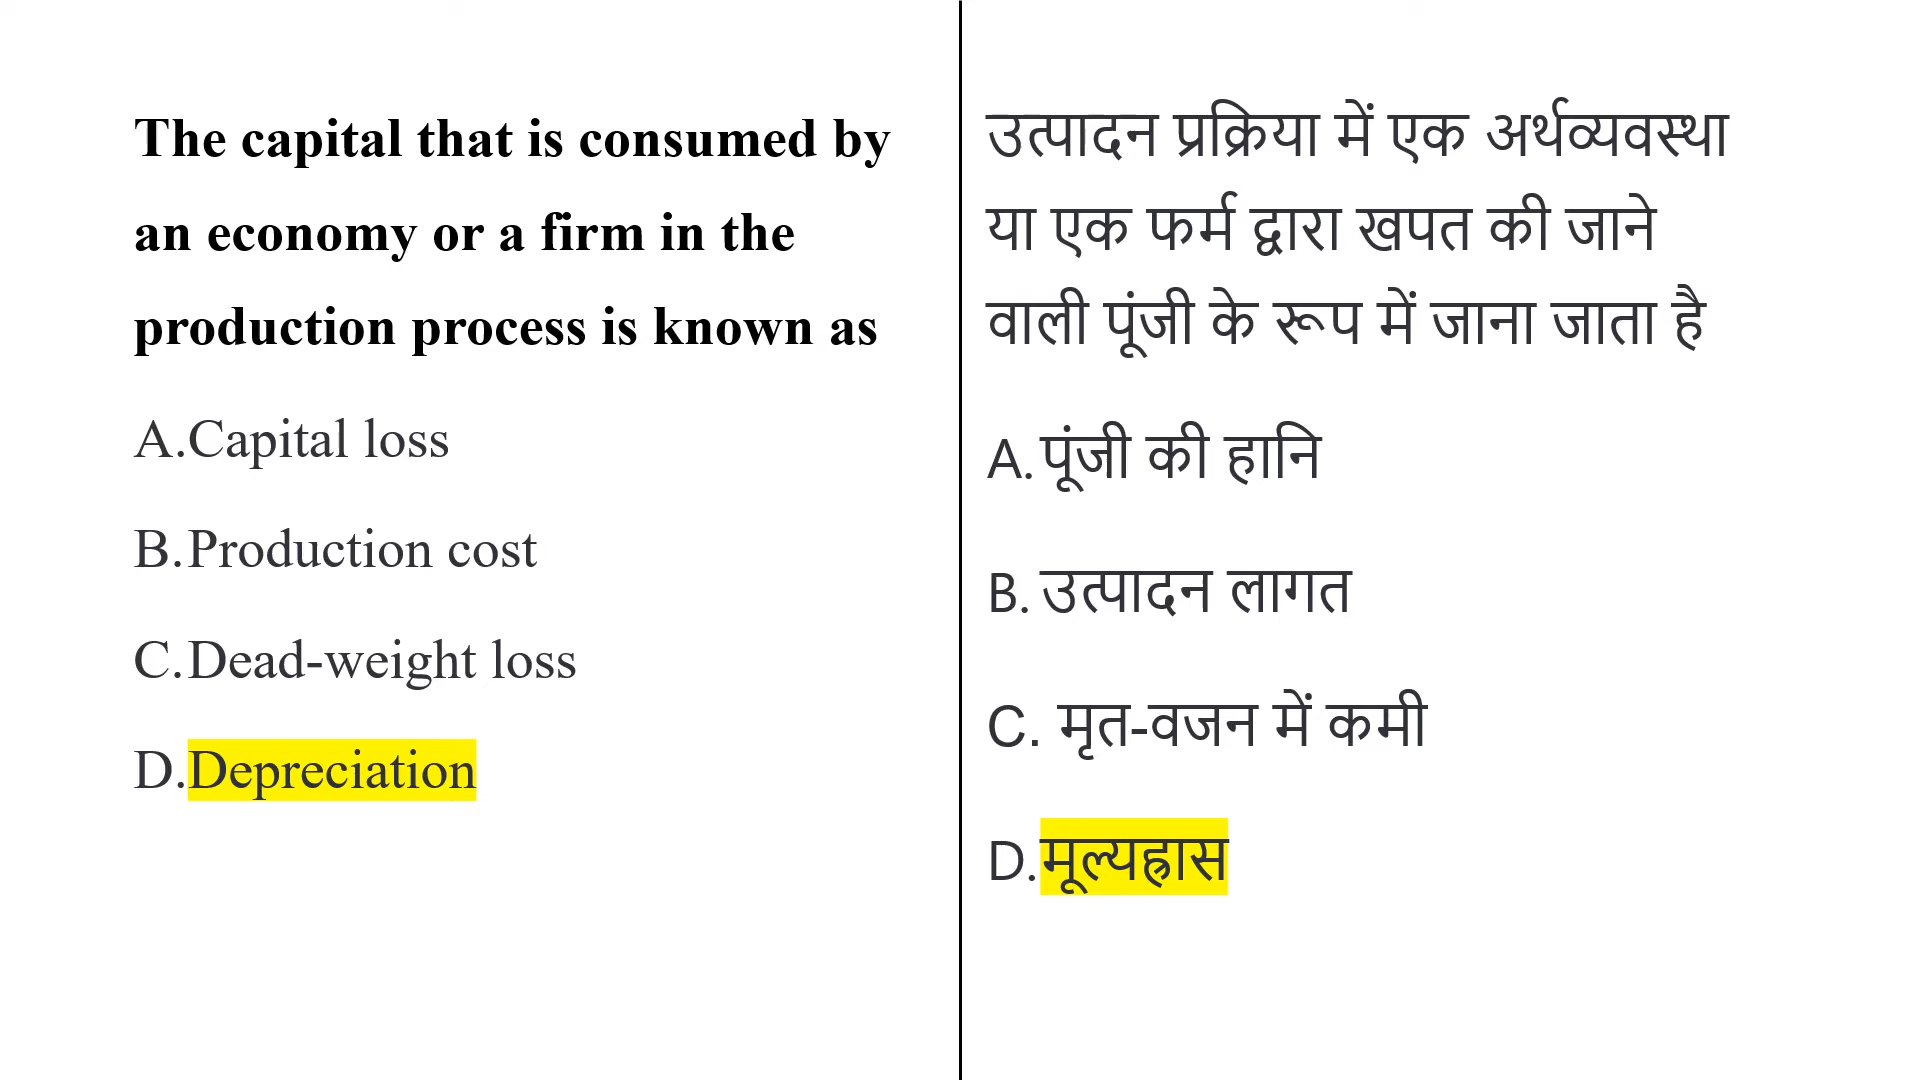 The capital that is consumed by
an economy or a firm in the
production process is known as
A.Capital loss
B.Production cost
C.Dead-weight loss
D.Depreciation
उत्पादन प्रक्रिया में एक अर्थव्यवस्था
या एक फर्म द्वारा खपत की जाने
वाली पूंजी के रूप में जाना जाता है
A.पूंजी की हानि
B. उत्पादन लागत
C. मृत-वजन में कमी
D.मूल्यह्रास